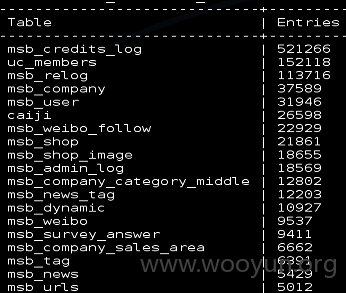 Table | Entries
msb_credits_log | 521266
uc_members | 152118
msb_relog | 113716
msb_company | 37589
msb_user | 31946
caiji | 26598
msb_weibo_follow | 22929
msb_shop | 21861
msb_shop_image | 18655
msb_admin_log | 18569
msb_company_category_middle | 12802
msb_news_tag | 12203
msb_dynamic | 10927
msb_weibo | 9537
msb_survey_answer | 9411
msb_company_sales_area | 6662
msb_tag | 6391
msb_news | 5429
msb_urls | 5012
www.wooyun.org